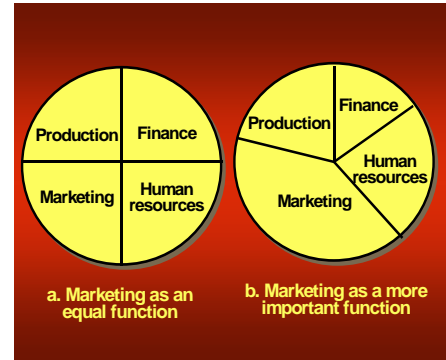 Production
Finance
Marketing
Human
resources
a. Marketing as an
equal function
Production
Finance
Human
resources
Marketing
b. Marketing as a more
important function